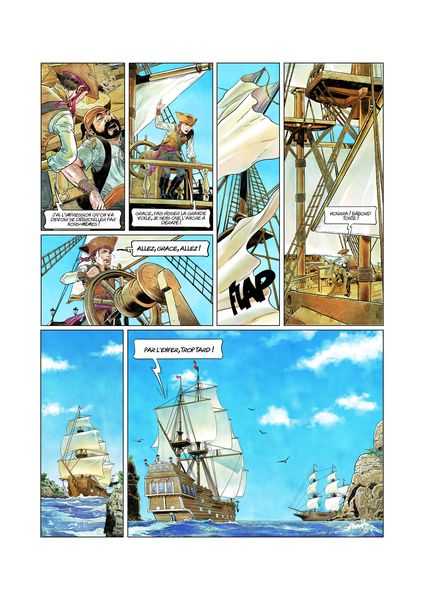 J'AI L'IMPRESSION QU'ON VA
DEVOIR SE DÉBROUILLER PAR
NOUS-MÊMES !
GRACE, FAIS HISSER LA GRANDE
VOILE, JE SENS QUE L'ANCRE A
DÉRAPÉ !
FLAP
HOURRA ! BÂBORD
TOUTE !
ALLEZ, GRACE, ALLEZ !
PAR L'ENFER, TROP TARD !